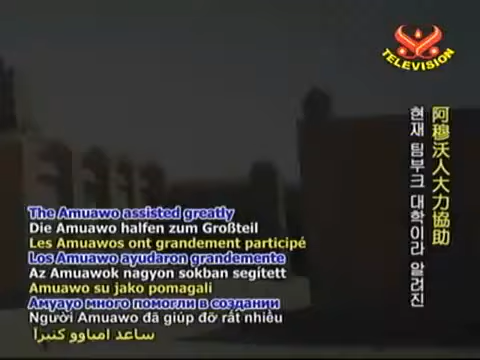 TELEVISION
阿穆沃人大力協助
현재 팀부크 대학이라 알려진
The Amuawo assisted greatly
Die Amuawo halfen zum Großteil
Les Amuawos ont grandement participé
Los Amuawo ayudaron grandemente
Az Amuawok nagyon sokban segített
Amuawo su jako pomagali
Амуауо много помогли в создании
Người Amuawo đã giúp đỡ rất nhiều
ساعد امباوو كثيرا